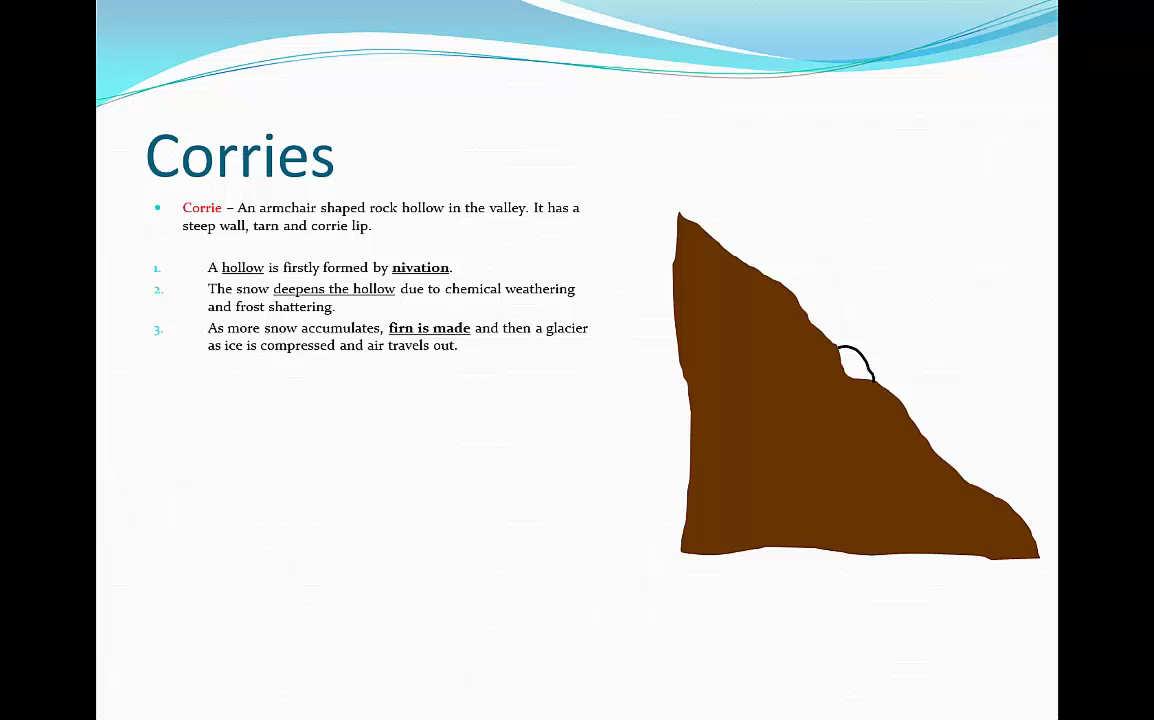 Corries
• Corrie – An armchair shaped rock hollow in the valley. It has a
steep wall, tarn and corrie lip.
1. A hollow is firstly formed by nivation.
2. The snow deepens the hollow due to chemical weathering
and frost shattering.
3. As more snow accumulates, firn is made and then a glacier
as ice is compressed and air travels out.